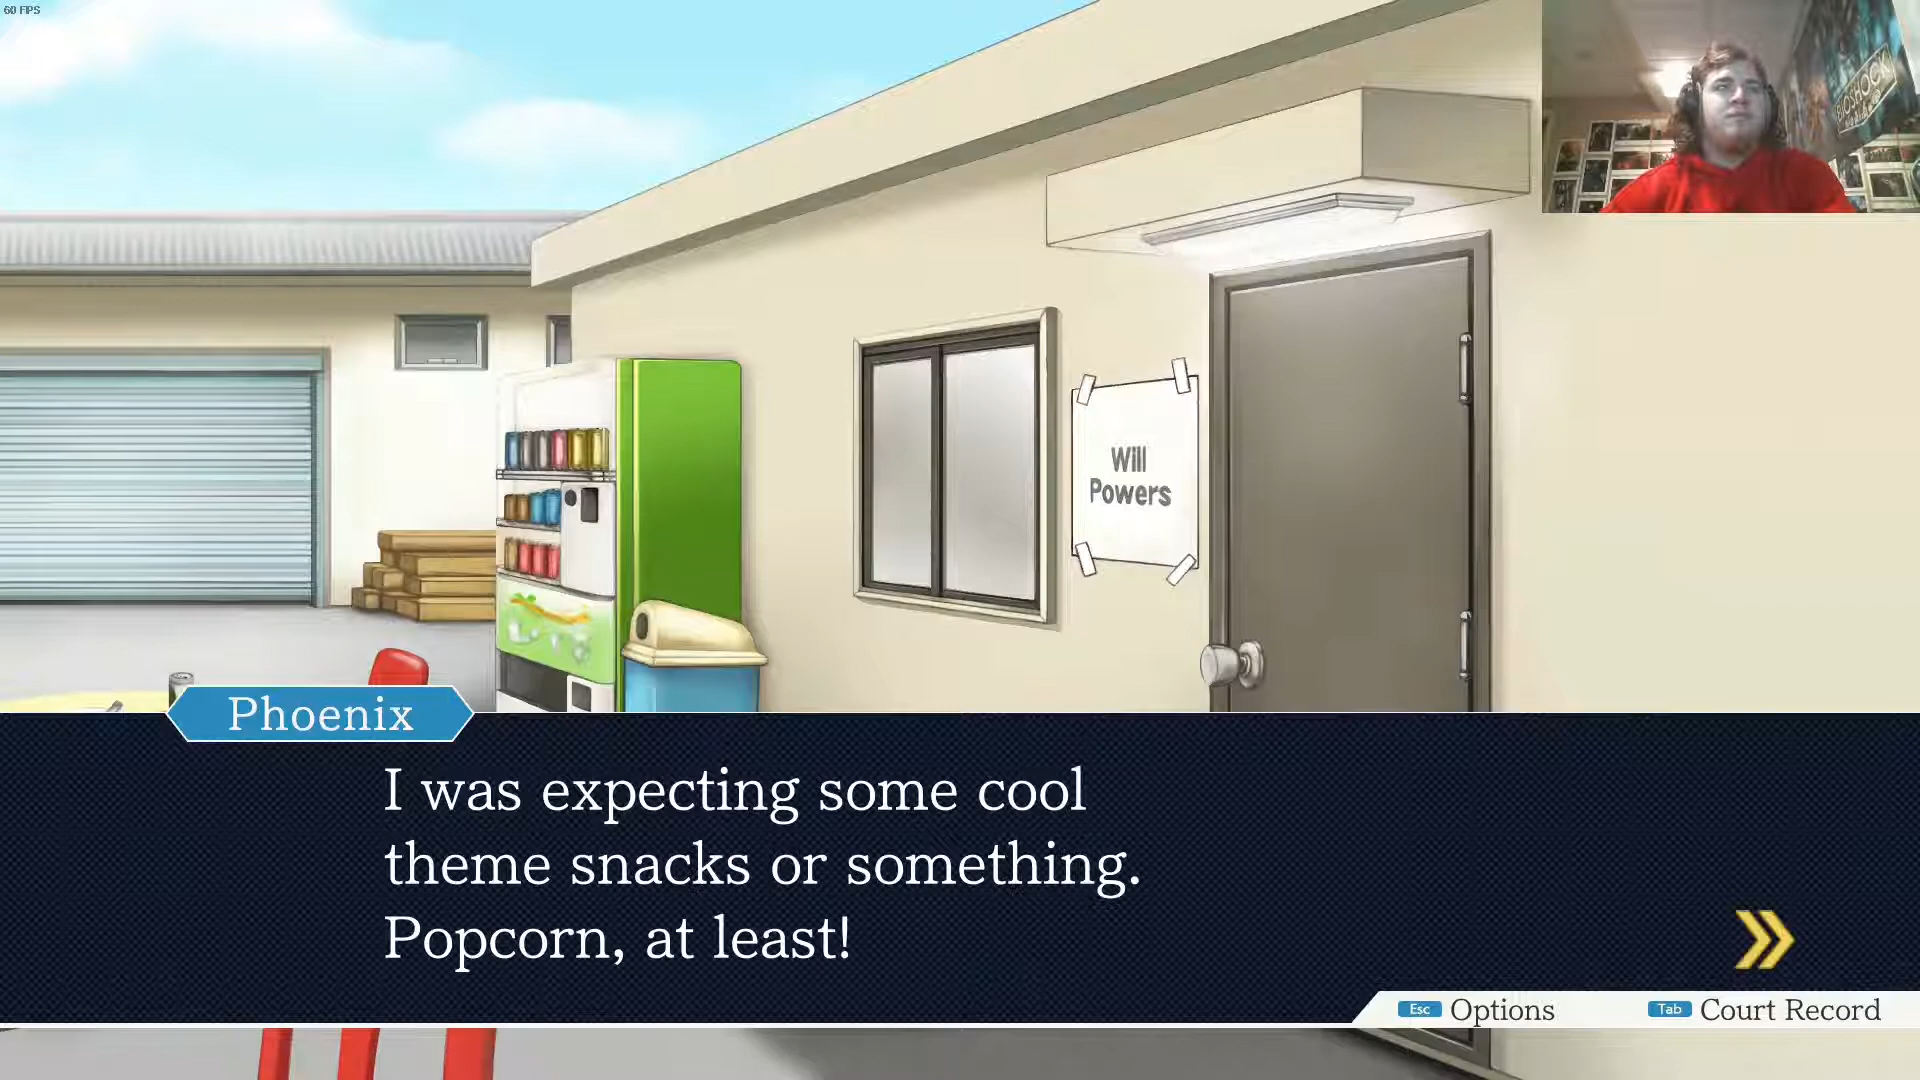 60 FPS
BIOSHOCK
Will
Powers
Phoenix
I was expecting some cool
theme snacks or something.
Popcorn, at least!
Esc Options
Tab Court Record